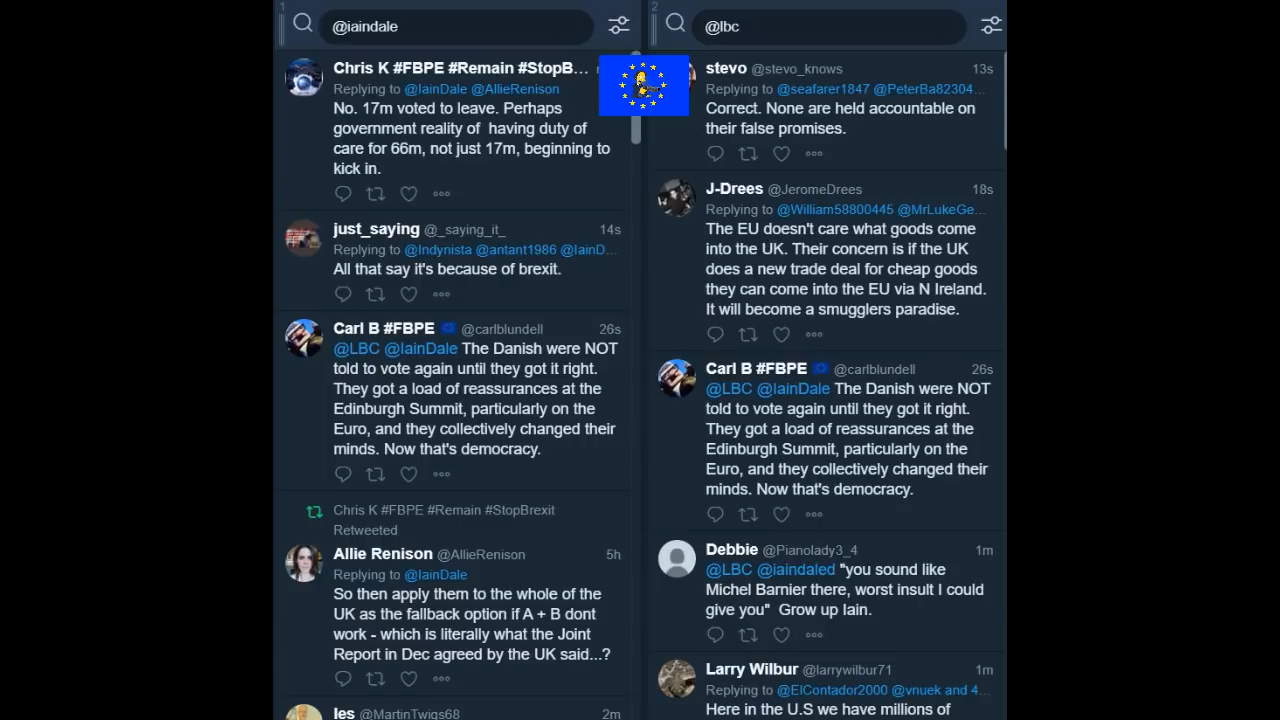 1
@iaindale
Chris K #FBPE #Remain #StopB...
Replying to @IainDale @AllieRenison
No. 17m voted to leave. Perhaps
government reality of having duty of
care for 66m, not just 17m, beginning to
kick in.
just_saying @_saying_it_ 14s
Replying to @Indynista @antant1986 @IainD...
All that say it's because of brexit.
Carl B #FBPE @carlblundell 26s
@LBC @IainDale The Danish were NOT
told to vote again until they got it right.
They got a load of reassurances at the
Edinburgh Summit, particularly on the
Euro, and they collectively changed their
minds. Now that's democracy.
Chris K #FBPE #Remain #StopBrexit
Retweeted
Allie Renison @AllieRenison 5h
Replying to @IainDale
So then apply them to the whole of the
UK as the fallback option if A + B dont
work - which is literally what the Joint
Report in Dec agreed by the UK said...?
les @MartinTwigs68 2m
2
@lbc
stevo @stevo_knows 13s
Replying to @seafarer1847 @PeterBa82304...
Correct. None are held accountable on
their false promises.
J-Drees @JeromeDrees 18s
Replying to @William58800445 @MrLukeGe...
The EU doesn't care what goods come
into the UK. Their concern is if the UK
does a new trade deal for cheap goods
they can come into the EU via N Ireland.
It will become a smugglers paradise.
Carl B #FBPE @carlblundell 26s
@LBC @IainDale The Danish were NOT
told to vote again until they got it right.
They got a load of reassurances at the
Edinburgh Summit, particularly on the
Euro, and they collectively changed their
minds. Now that's democracy.
Debbie @Pianolady3_4 1m
@LBC @iaindaled "you sound like
Michel Barnier there, worst insult I could
give you" Grow up Iain.
Larry Wilbur @larrywilbur71 1m
Replying to @ElContador2000 @vnuek and 4...
Here in the U.S we have millions of